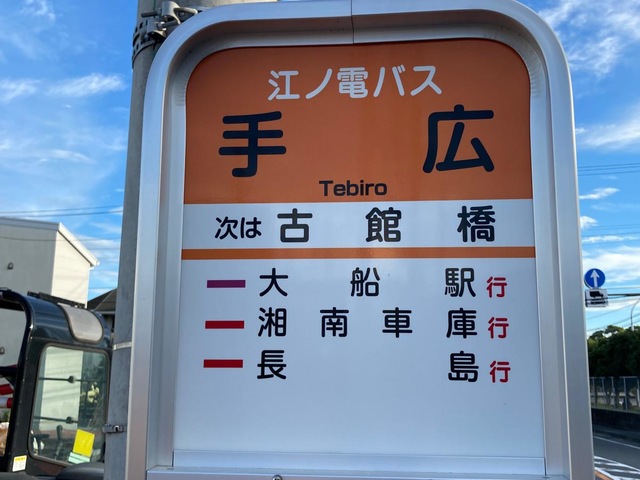 江ノ電バス
手広
Tebiro
次は 古館橋
大船駅行
湘南車庫行
長島行